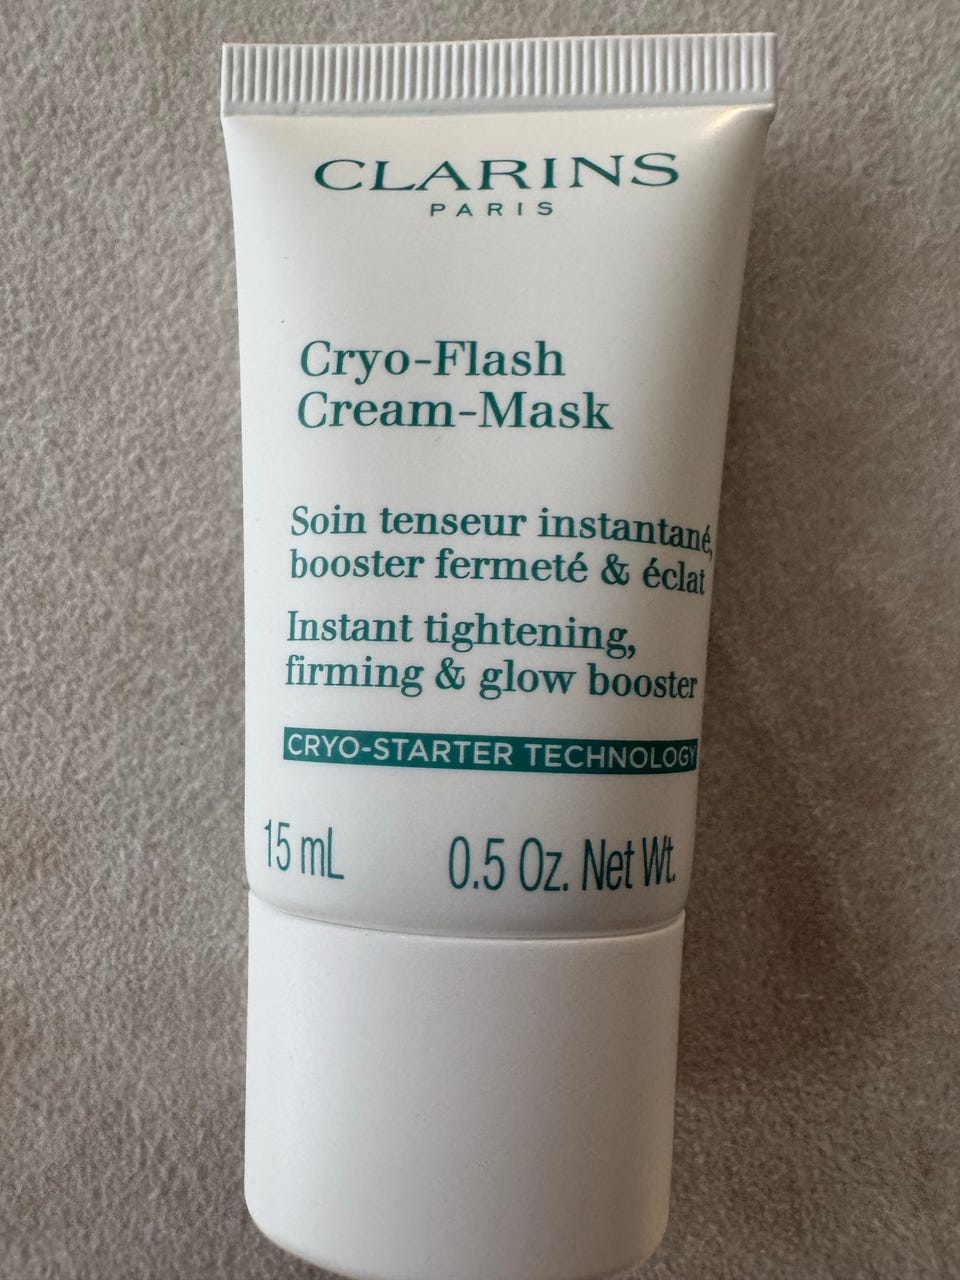 CLARINS
PARIS
Cryo-Flash
Cream-Mask
Soin tenseur instantané,
booster fermeté & éclat
Instant tightening,
firming & glow booster
CRYO-STARTER TECHNOLOGY
15 mL 0.5 Oz. Net Wt.